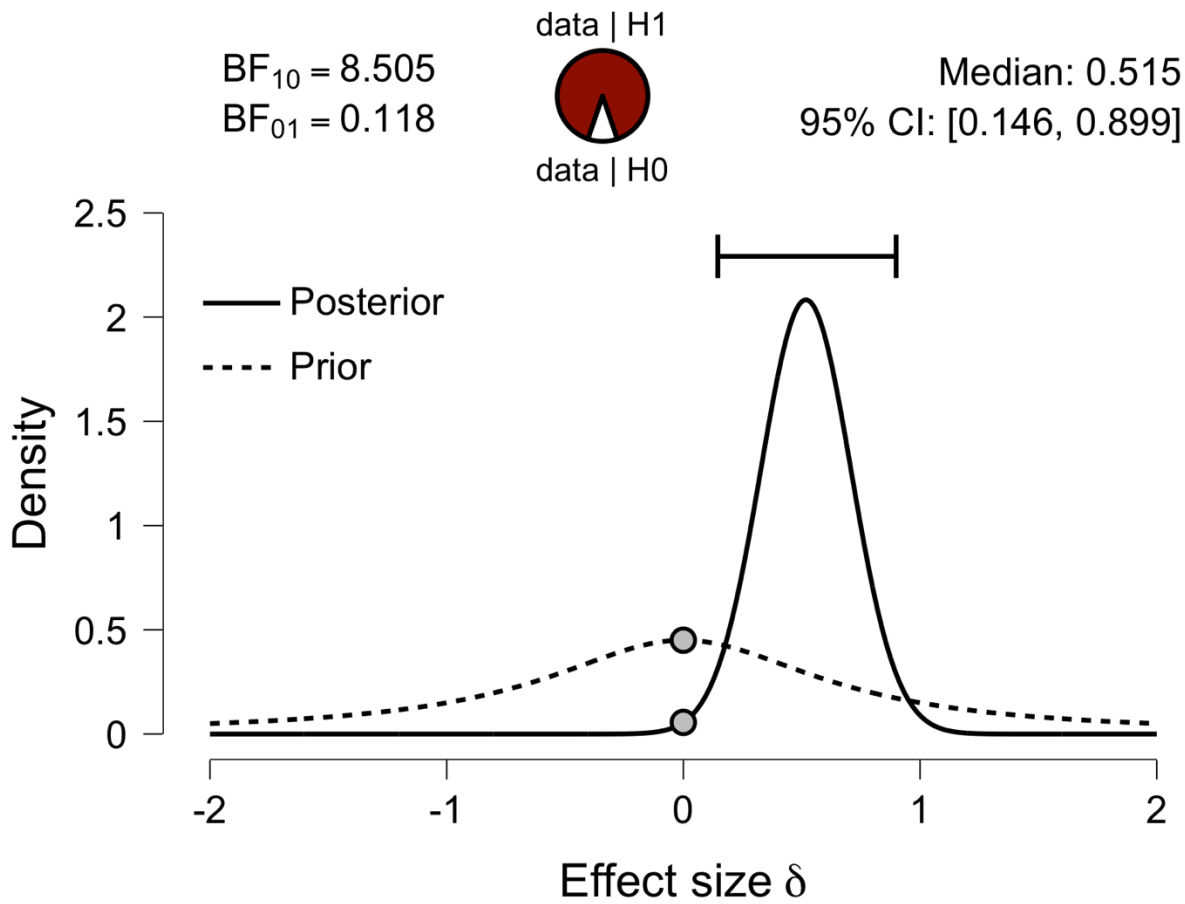 data | H1
BF10 = 8.505
BF01 = 0.118
Median: 0.515
95% CI: [0.146, 0.899]
data | H0
2.5
2
1.5
1
0.5
0
Density
Posterior
Prior
-2
-1
0
1
2
Effect size δ